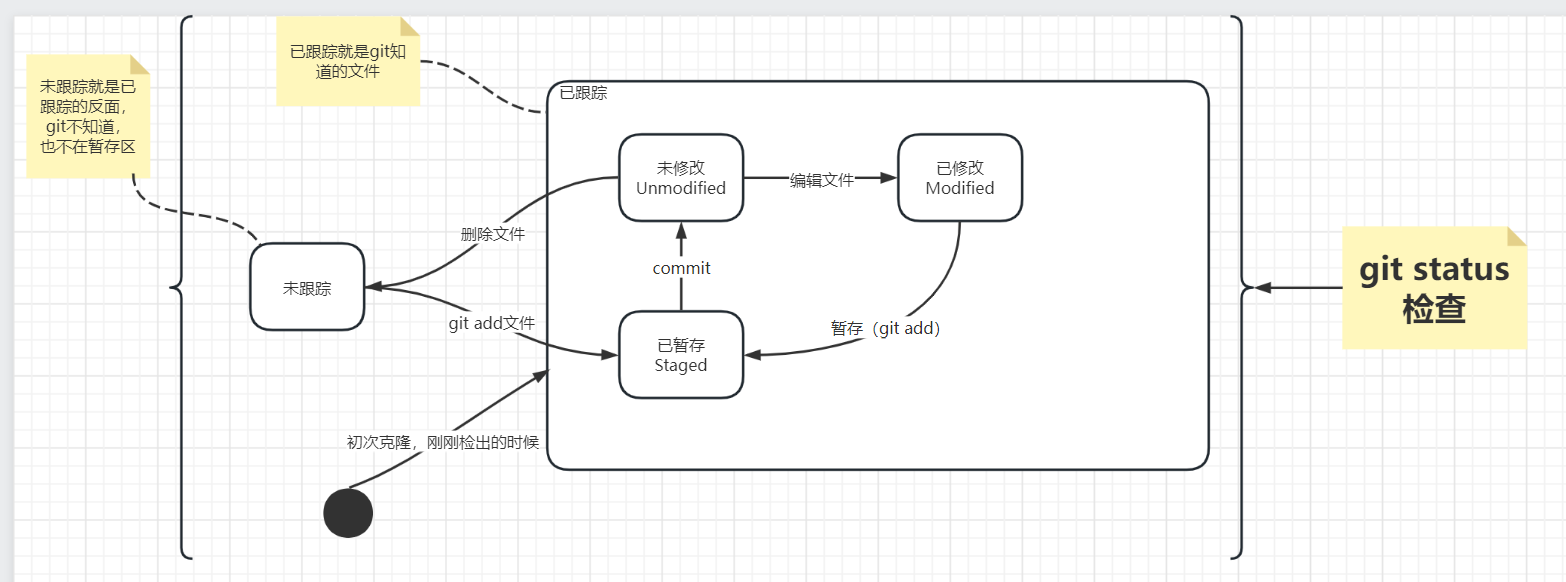 未跟踪就是已
跟踪的反面，
git不知道，
也不在暂存区
已跟踪就是git知
道的文件
已跟踪
未修改
Unmodified
编辑文件
已修改
Modified
删除文件
commit
未跟踪
git add文件
已暂存
Staged
暂存（git add）
初次克隆，刚刚检出的时候
git status
检查